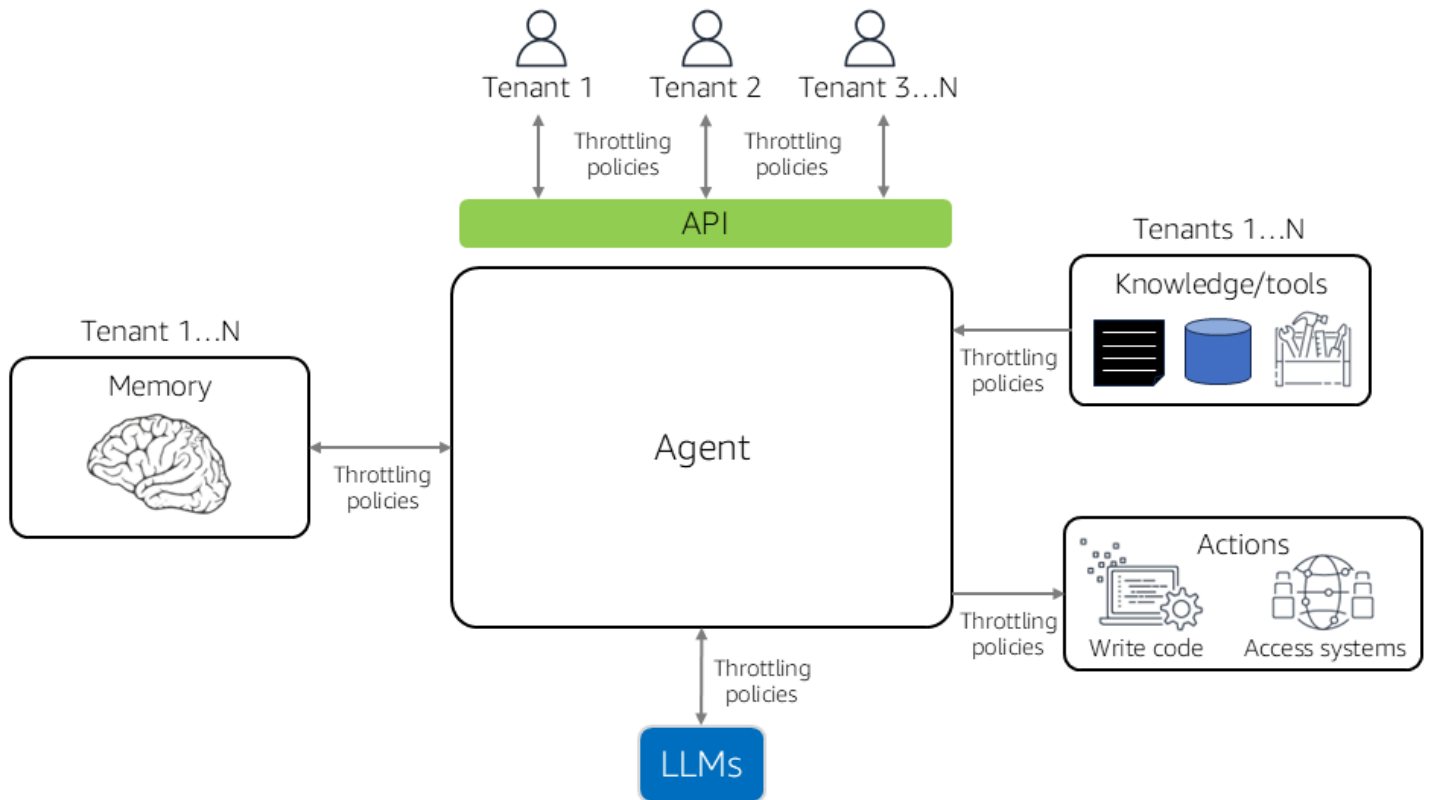 Tenant 1
Tenant 2
Tenant 3...N
Throttling
policies
Throttling
policies
API
Tenants 1...N
Knowledge/tools
Throttling
policies
Tenant 1...N
Memory
Throttling
policies
Agent
Actions
Write code
Access systems
Throttling
policies
Throttling
policies
LLMs